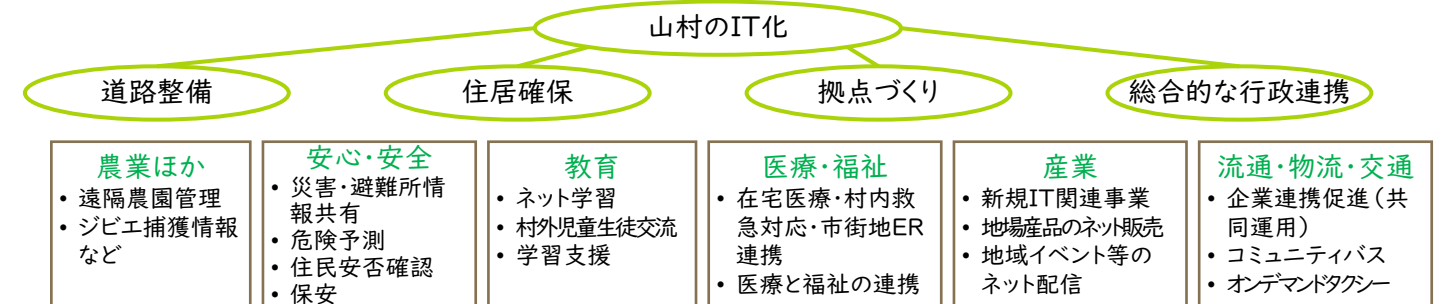 山村のIT化
道路整備
住居確保
拠点づくり
総合的な行政連携
農業ほか
• 遠隔農園管理
• ジビエ捕獲情報
など
安心・安全
• 災害・避難所情
報共有
• 危険予測
• 住民安否確認
• 保安
教育
• ネット学習
• 村外児童生徒交流
• 学習支援
医療・福祉
• 在宅医療・村内救
急対応・市街地ER
連携
• 医療と福祉の連携
産業
• 新規IT関連事業
• 地場産品のネット販売
• 地域イベント等の
ネット配信
流通・物流・交通
• 企業連携促進（共
同運用）
• コミュニティバス
• オンデマンドタクシー